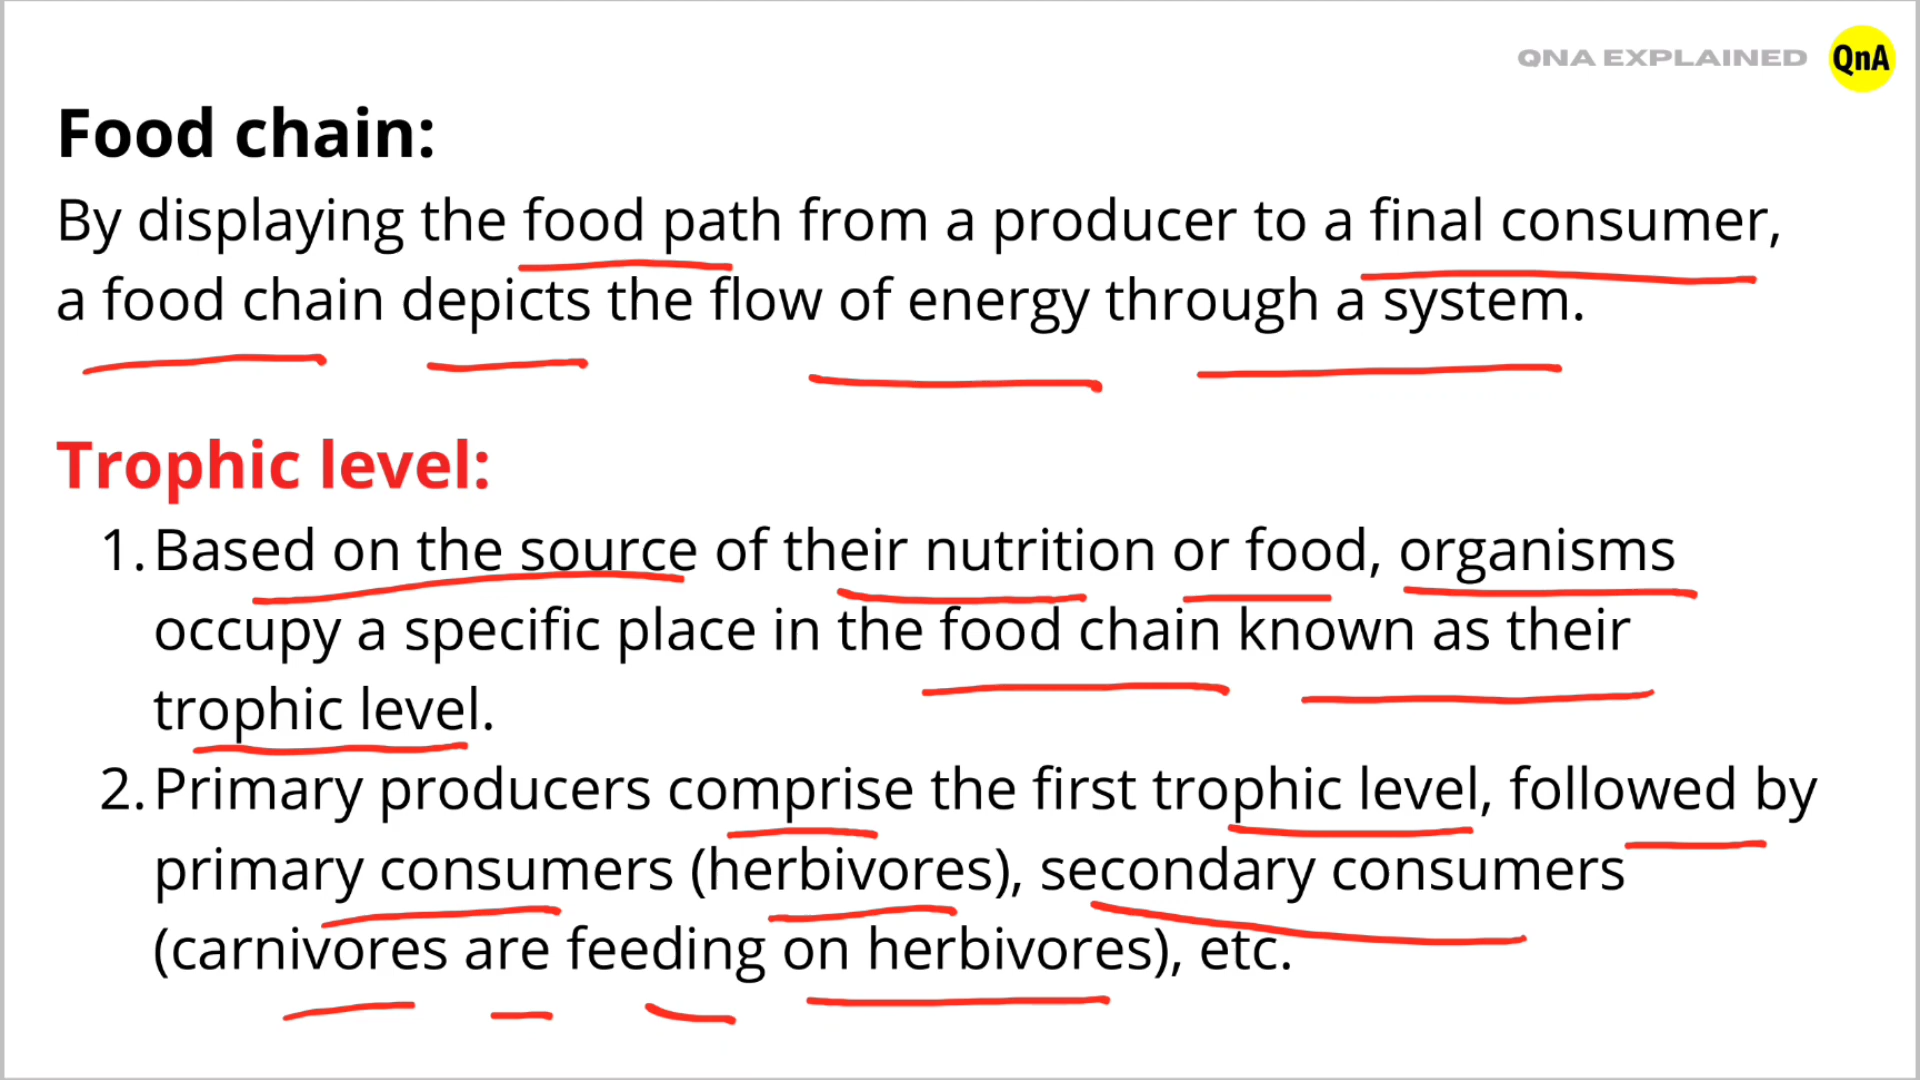 QNA EXPLAINED QnA
Food chain:
By displaying the food path from a producer to a final consumer,
a food chain depicts the flow of energy through a system.
Trophic level:
1. Based on the source of their nutrition or food, organisms
occupy a specific place in the food chain known as their
trophic level.
2. Primary producers comprise the first trophic level, followed by
primary consumers (herbivores), secondary consumers
(carnivores are feeding on herbivores), etc.